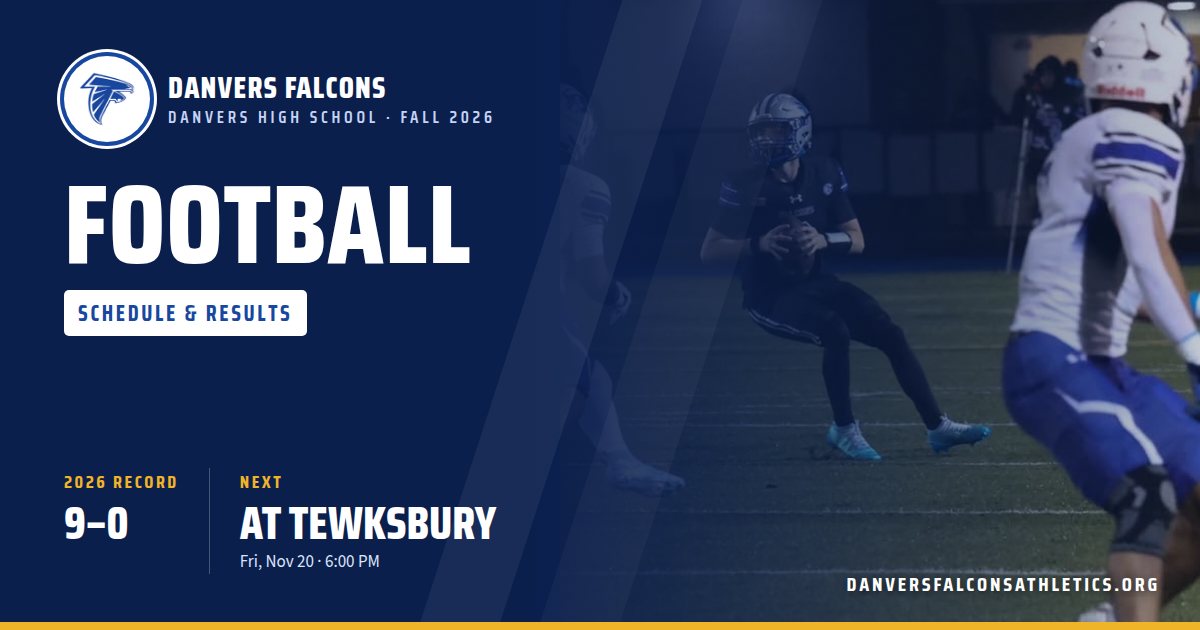 DANVERS FALCONS
DANVERS HIGH SCHOOL · FALL 2026
FOOTBALL
SCHEDULE & RESULTS
2026 RECORD
9–0
NEXT
AT TEWKSBURY
Fri, Nov 20 · 6:00 PM
Riddell
DANVERSFALCONSATHLETICS.ORG